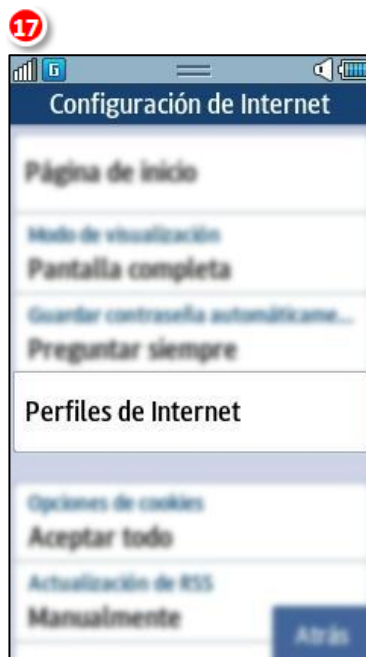 17
G
Configuración de Internet
Página de inicio
Modo de visualización
Pantalla completa
Guardar contraseña automáticame...
Preguntar siempre
Perfiles de Internet
Opciones de cookies
Aceptar todo
Actualización de RSS
Manualmente
Atrás